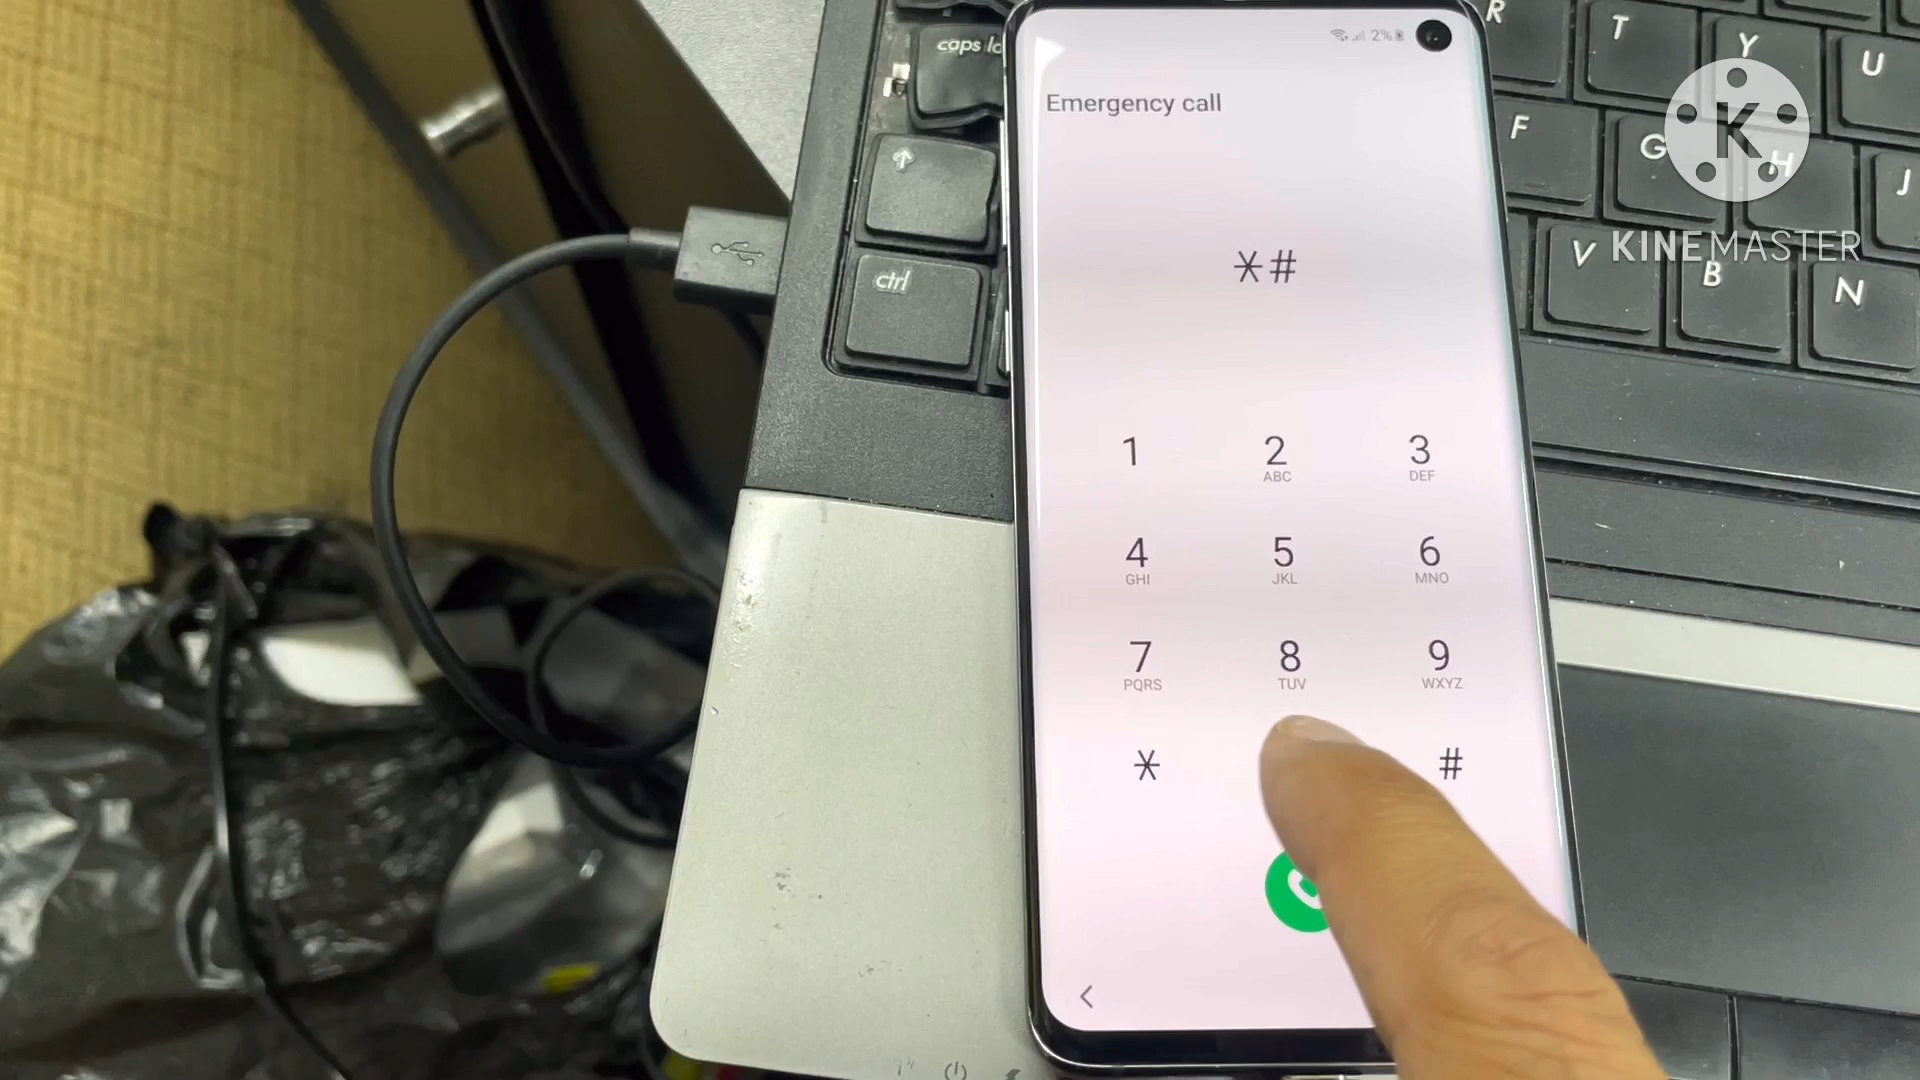 caps lo
ctrl
2%
Emergency call
*#
1
2 ABC
3 DEF
4 GHI
5 JKL
6 MNO
7 PQRS
8 TUV
9 WXYZ
*
#
R
T
Y
U
F
G
H
J
V
B
N
K
KINEMASTER